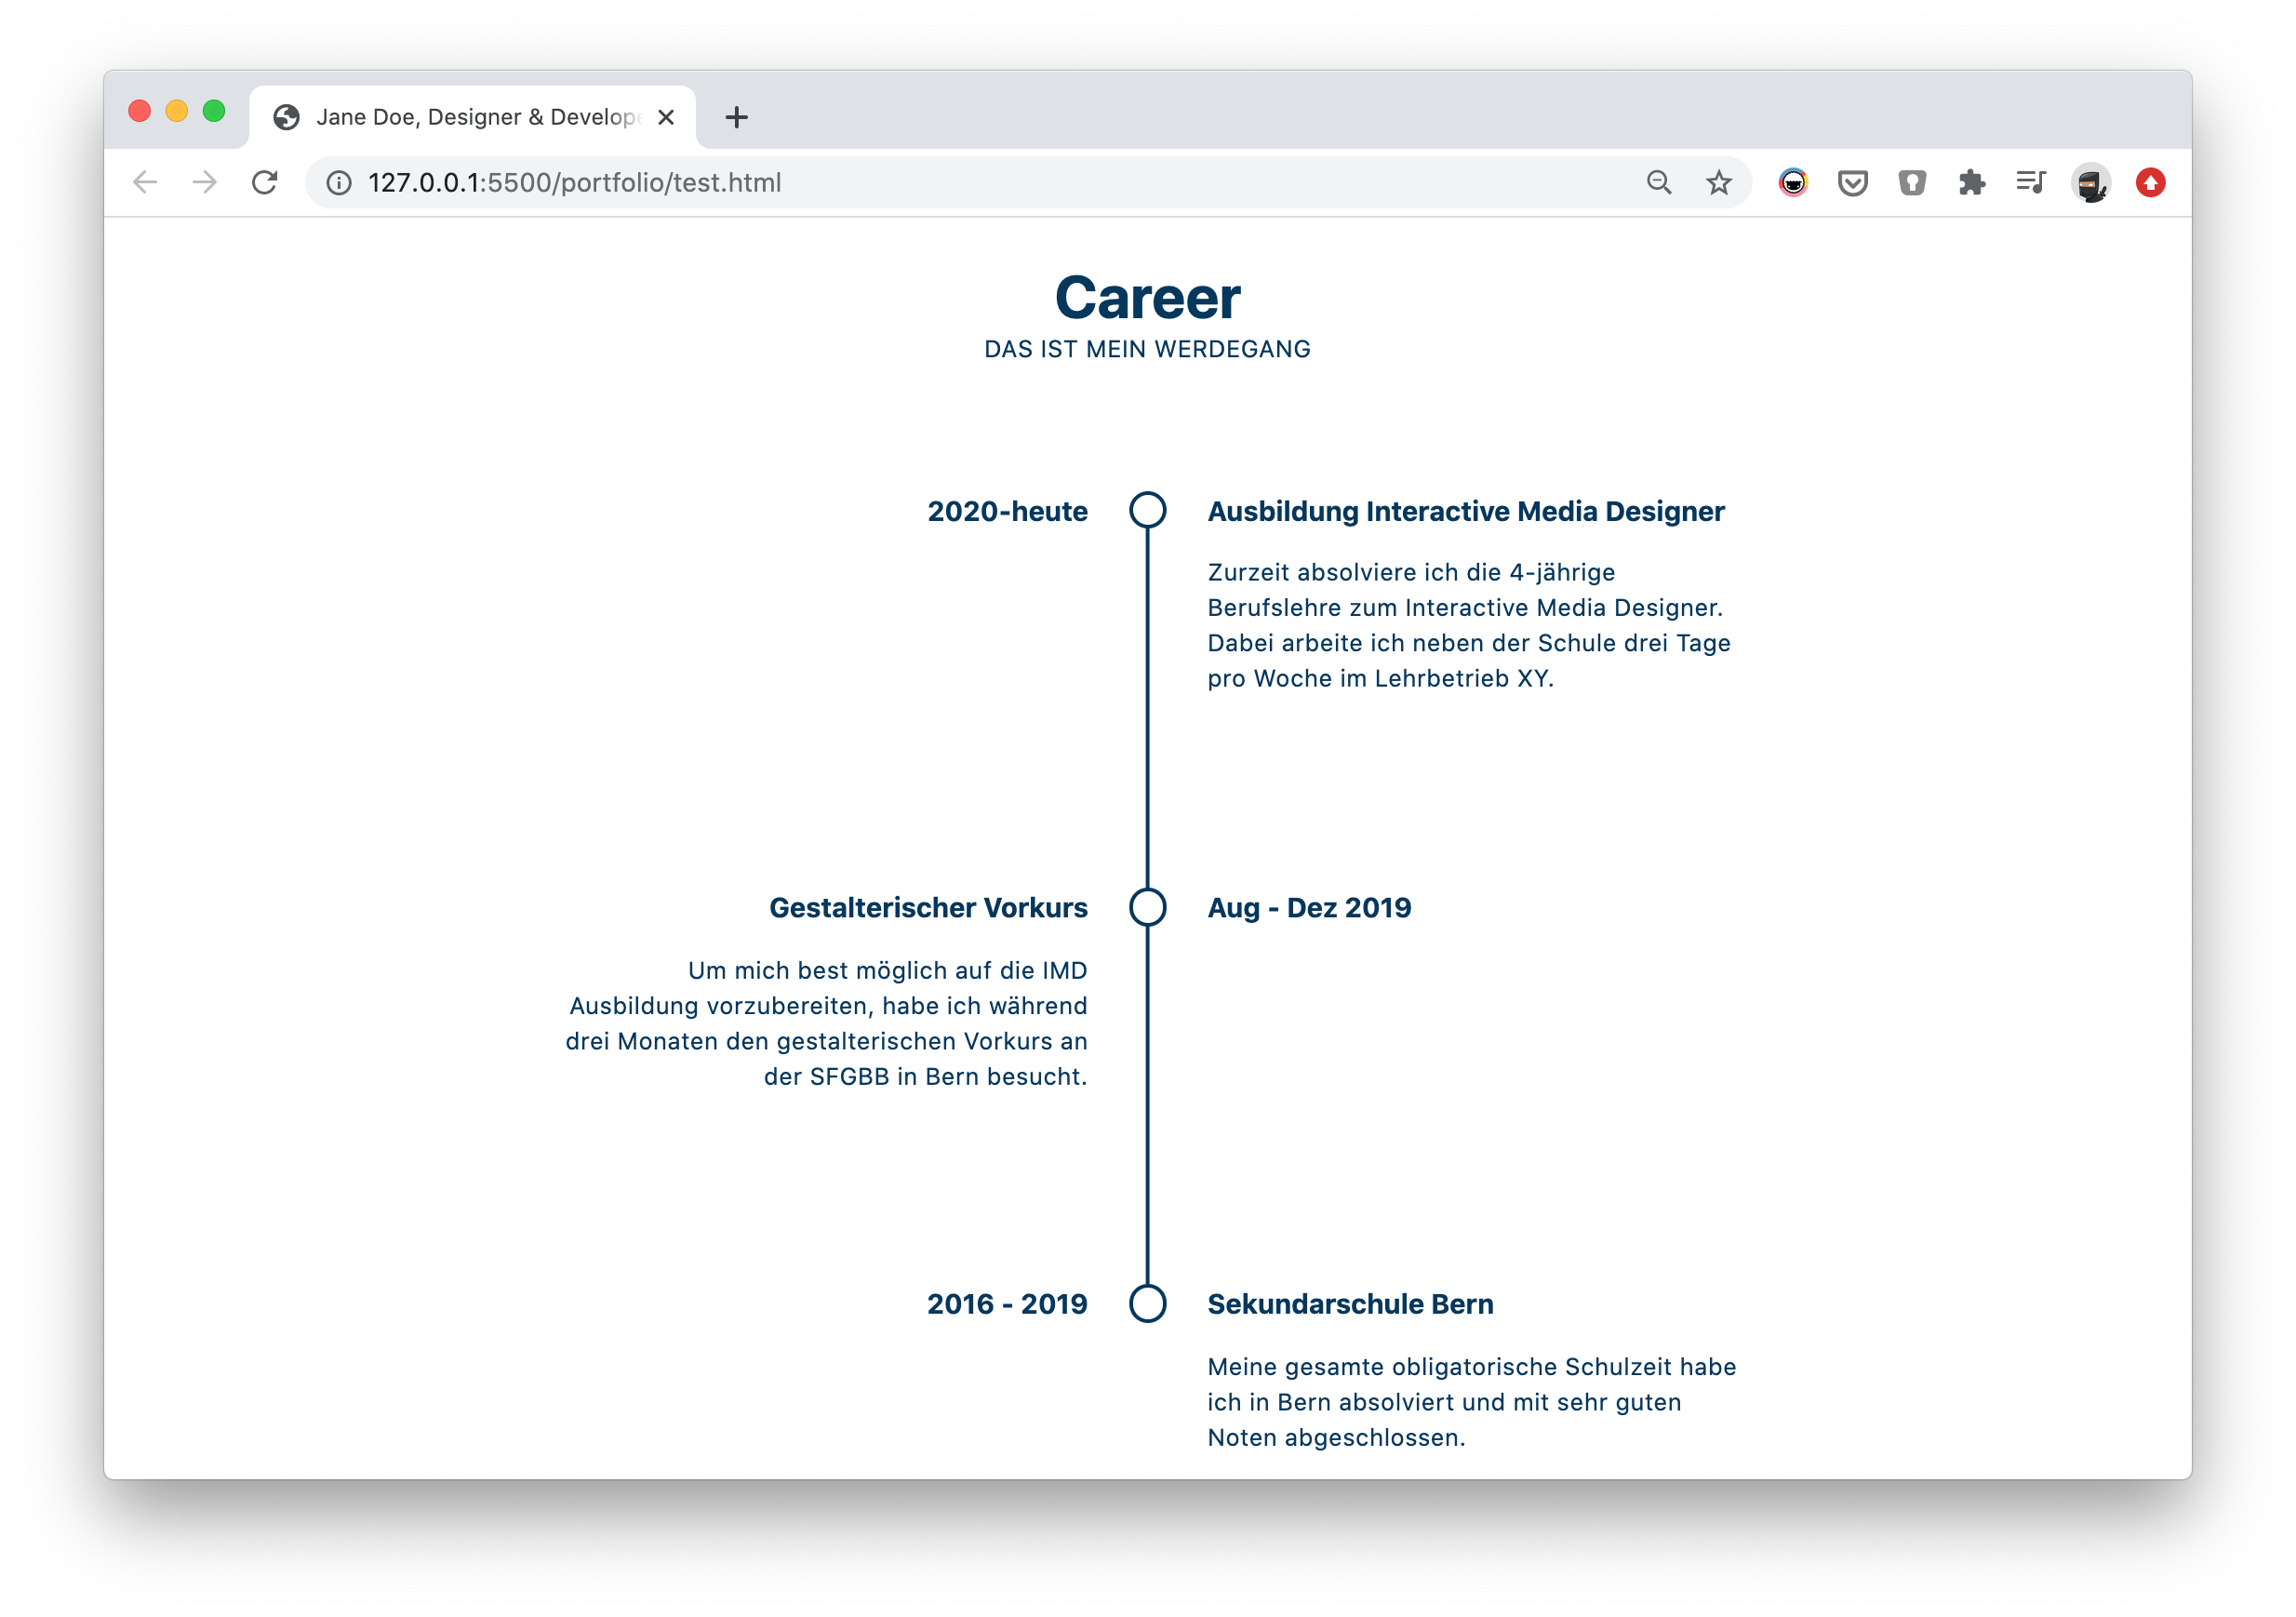 Jane Doe, Designer & Develope
127.0.0.1:5500/portfolio/test.html
Career
DAS IST MEIN WERDEGANG
2020-heute
Ausbildung Interactive Media Designer
Zurzeit absolviere ich die 4-jährige
Berufslehre zum Interactive Media Designer.
Dabei arbeite ich neben der Schule drei Tage
pro Woche im Lehrbetrieb XY.
Gestalterischer Vorkurs
Aug - Dez 2019
Um mich best möglich auf die IMD
Ausbildung vorzubereiten, habe ich während
drei Monaten den gestalterischen Vorkurs an
der SFGBB in Bern besucht.
2016 - 2019
Sekundarschule Bern
Meine gesamte obligatorische Schulzeit habe
ich in Bern absolviert und mit sehr guten
Noten abgeschlossen.